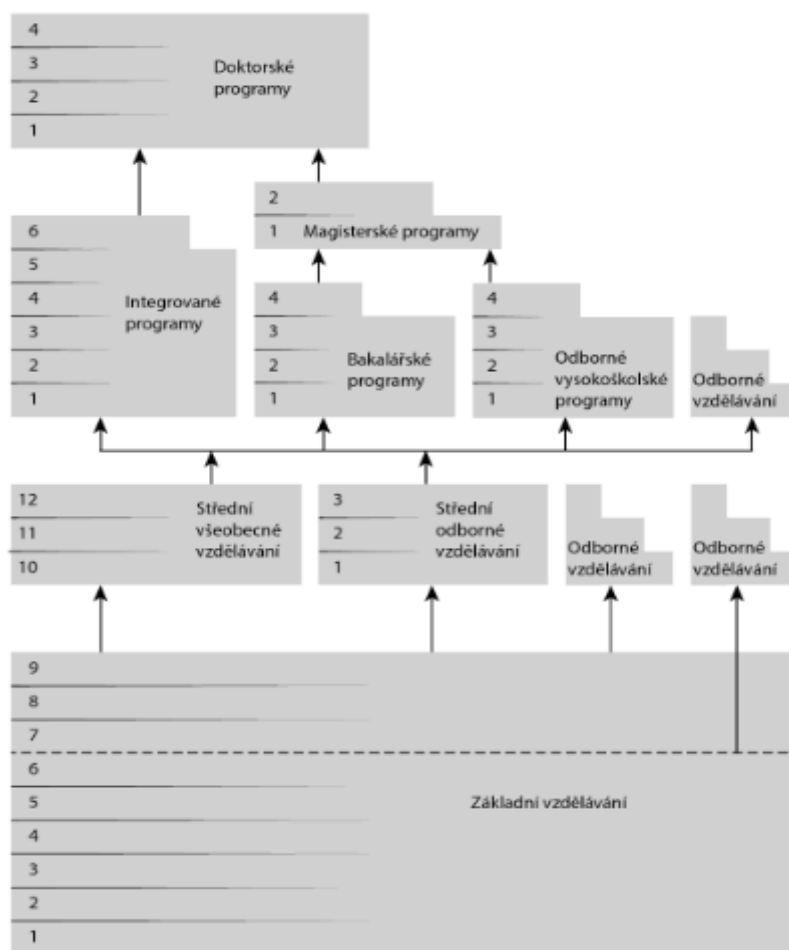 4
3
2
1
Doktorské
programy
2
1
Magisterské programy
6
5
4
3
2
1
Integrované
programy
4
3
2
1
Bakalářské
programy
4
3
2
1
Odborné
vysokoškolské
programy
Odborné
vzdělávání
12
11
10
Střední
všeobecné
vzdělávání
3
2
1
Střední
odborné
vzdělávání
Odborné
vzdělávání
Odborné
vzdělávání
9
8
7
6
5
4
3
2
1
Základní vzdělávání